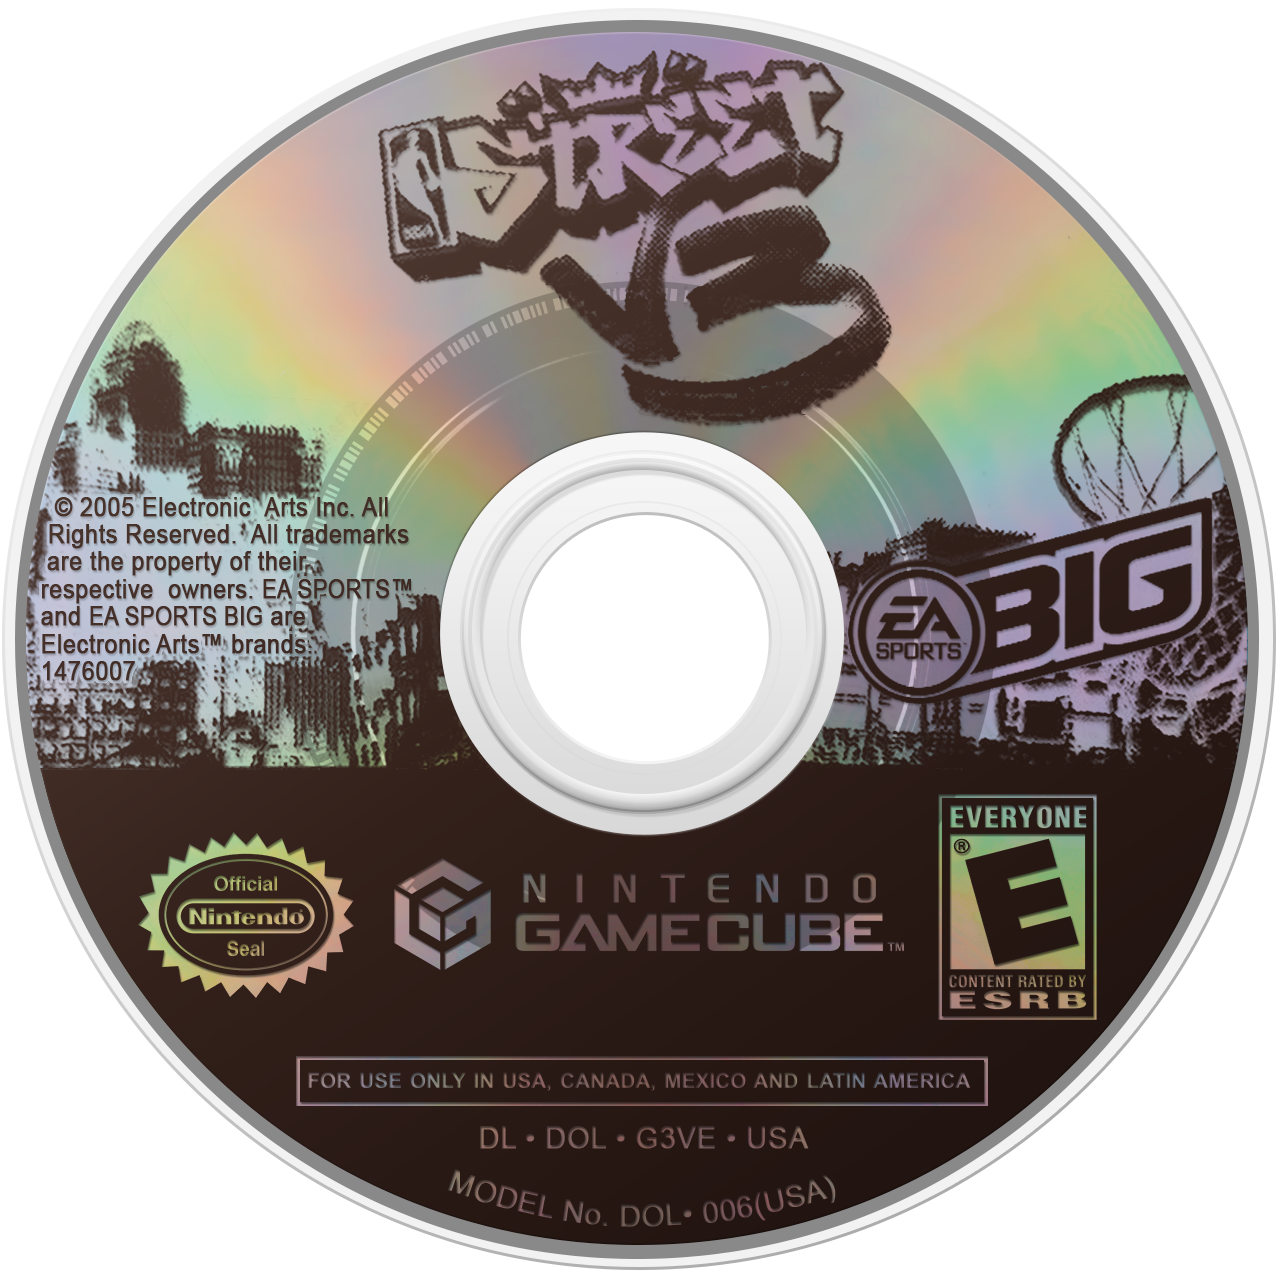 STREET
V3
© 2005 Electronic Arts Inc. All
Rights Reserved. All trademarks
are the property of their
respective owners. EA SPORTS™
and EA SPORTS BIG are
Electronic Arts™ brands.
1476007
EA
SPORTS™
BIG
EVERYONE
®
E
CONTENT RATED BY
ESRB
Official
Nintendo®
Seal
NINTENDO
GAMECUBE™
FOR USE ONLY IN USA, CANADA, MEXICO AND LATIN AMERICA
DL • DOL • G3VE • USA
MODEL No. DOL • 006(USA)